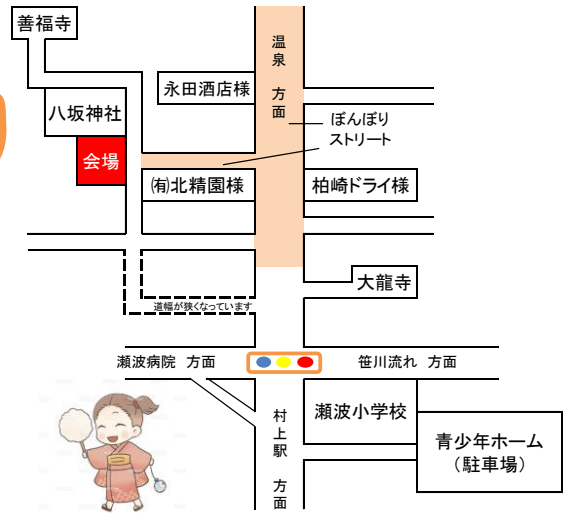 善福寺
温泉 方面
永田酒店様
八坂神社
ぼんぼり
ストリート
会場
㈲北精園様
柏崎ドライ様
大龍寺
道幅が狭くなっています
瀬波病院 方面
笹川流れ 方面
瀬波小学校
村上駅 方面
青少年ホーム
（駐車場）